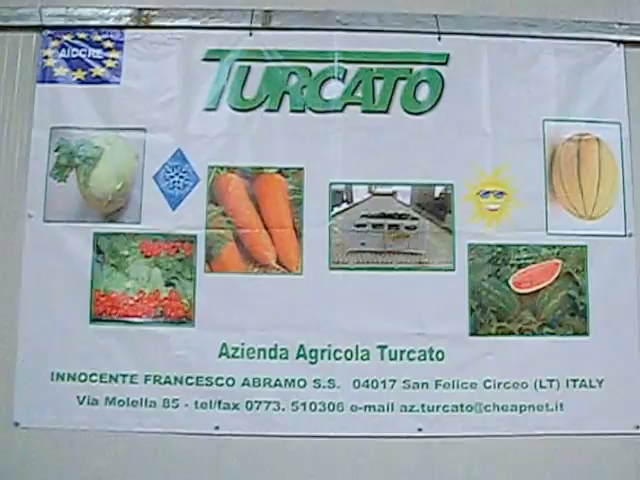 AICCRE
TURCATO
Azienda Agricola Turcato
INNOCENTE FRANCESCO ABRAMO S.S. 04017 San Felice Circeo (LT) ITALY
Via Molella 85 - tel/fax 0773. 510306 e-mail az.turcato@cheapnet.it